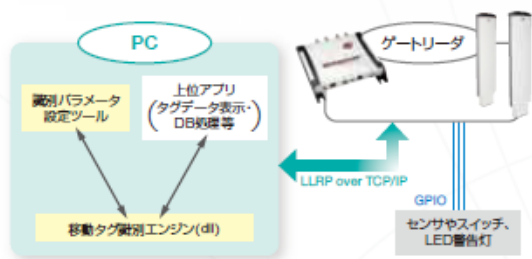 PC
識別パラメータ
設定ツール
上位アプリ
(タグデータ表示・
DB処理等)
移動タグ識別エンジン(dll)
ゲートリーダ
LLRP over TCP/IP
GPIO
センサやスイッチ、
LED警告灯